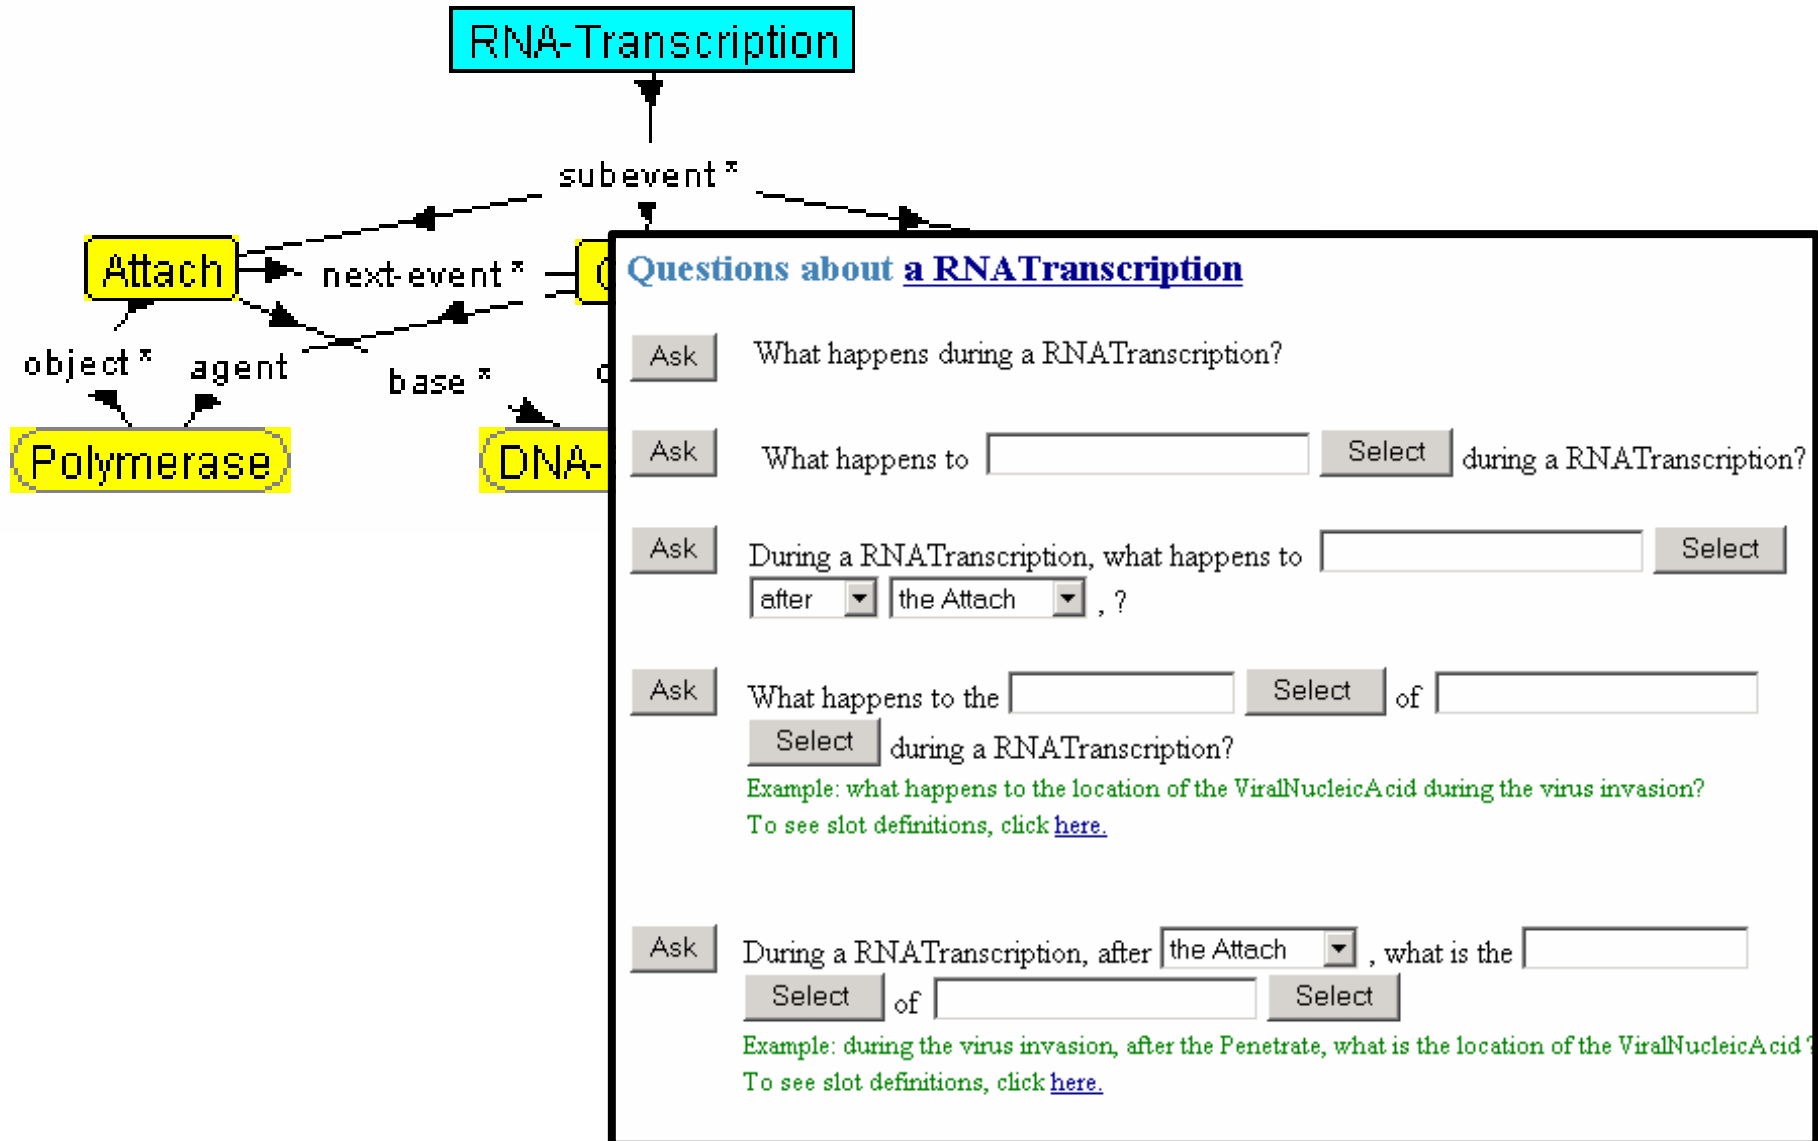 RNA-Transcription
subevent*
Attach
next-event*
object*
agent
base*
Polymerase
DNA-
Questions about a RNATranscription
Ask What happens during a RNATranscription?
Ask What happens to Select during a RNATranscription?
Ask During a RNATranscription, what happens to Select
after the Attach , ?
Ask What happens to the Select of
Select during a RNATranscription?
Example: what happens to the location of the ViralNucleicAcid during the virus invasion?
To see slot definitions, click here.
Ask During a RNATranscription, after the Attach , what is the
Select of Select
Example: during the virus invasion, after the Penetrate, what is the location of the ViralNucleicAcid ?
To see slot definitions, click here.